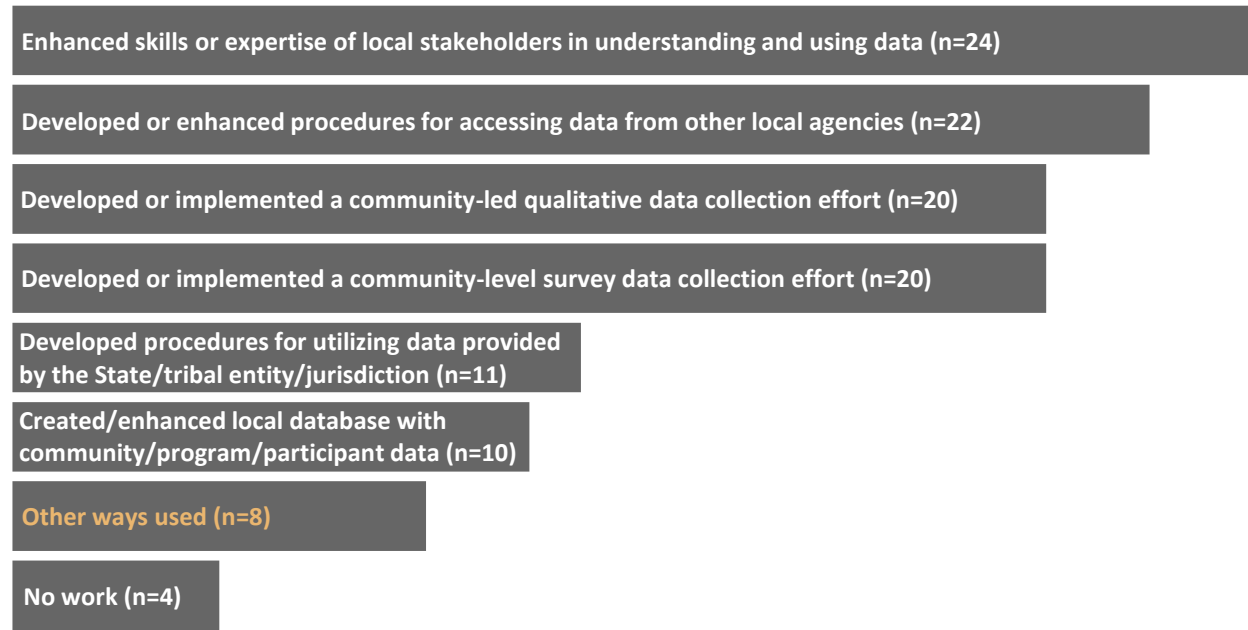 Enhanced skills or expertise of local stakeholders in understanding and using data (n=24)
Developed or enhanced procedures for accessing data from other local agencies (n=22)
Developed or implemented a community-led qualitative data collection effort (n=20)
Developed or implemented a community-level survey data collection effort (n=20)
Developed procedures for utilizing data provided
by the State/tribal entity/jurisdiction (n=11)
Created/enhanced local database with
community/program/participant data (n=10)
Other ways used (n=8)
No work (n=4)